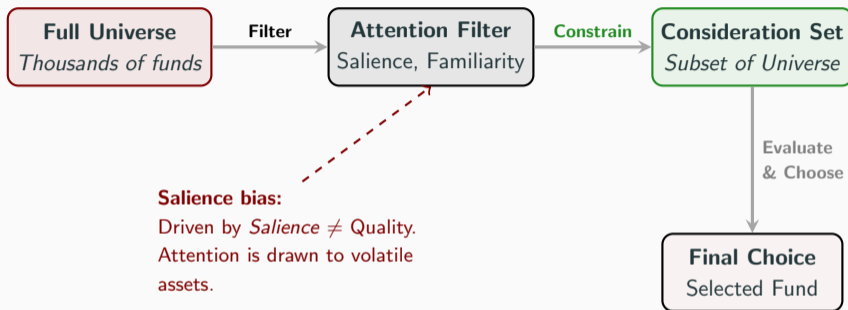 Full Universe
Thousands of funds
Filter
Attention Filter
Salience, Familiarity
Constrain
Consideration Set
Subset of Universe
Evaluate
& Choose
Salience bias:
Driven by Salience ≠ Quality.
Attention is drawn to volatile
assets.
Final Choice
Selected Fund